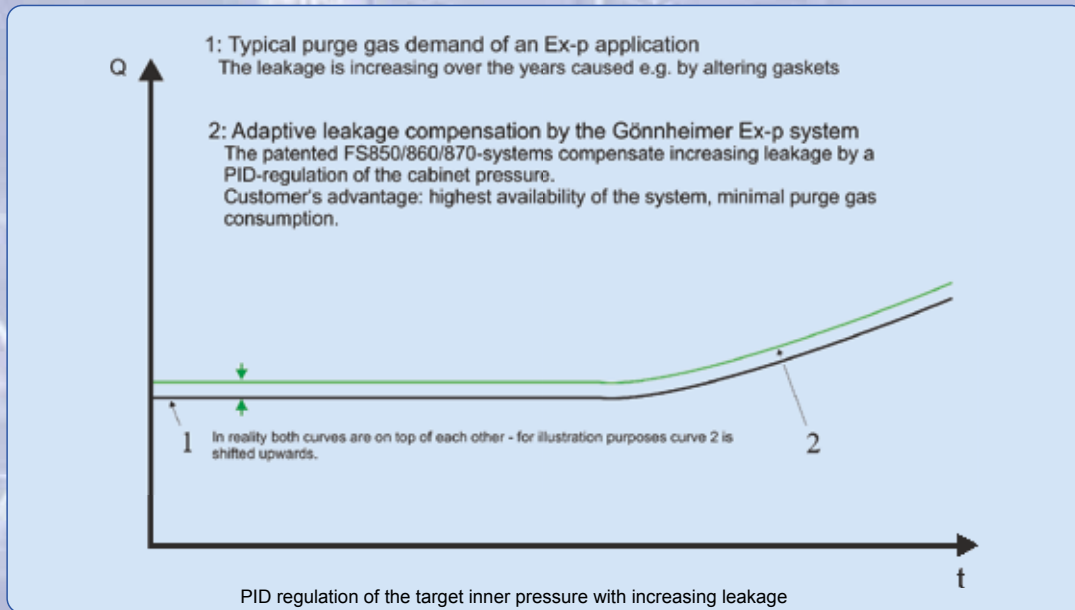 1: Typical purge gas demand of an Ex-p application
Q
The leakage is increasing over the years caused e.g. by altering gaskets
2: Adaptive leakage compensation by the Gönnheimer Ex-p system
The patented FS850/860/870-systems compensate increasing leakage by a
PID-regulation of the cabinet pressure.
Customer's advantage: highest availability of the system, minimal purge gas
consumption.
1
In reality both curves are on top of each other - for illustration purposes curve 2 is
shifted upwards.
2
t
PID regulation of the target inner pressure with increasing leakage